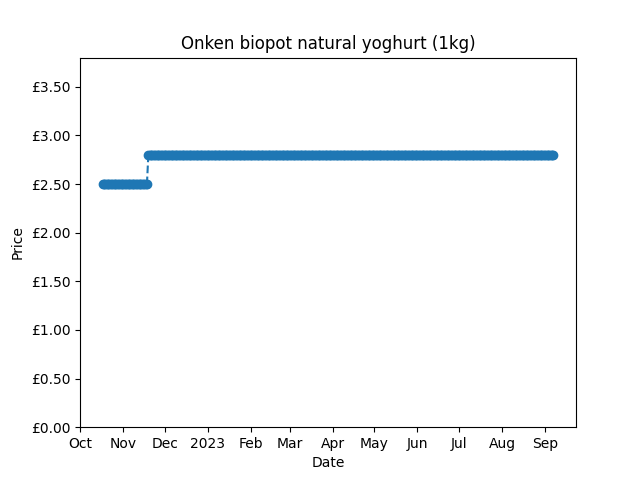 Onken biopot natural yoghurt (1kg)
£3.50
£3.00
£2.50
£2.00
£1.50
£1.00
£0.50
£0.00
Price
Oct Nov Dec 2023 Feb Mar Apr May Jun Jul Aug Sep
Date